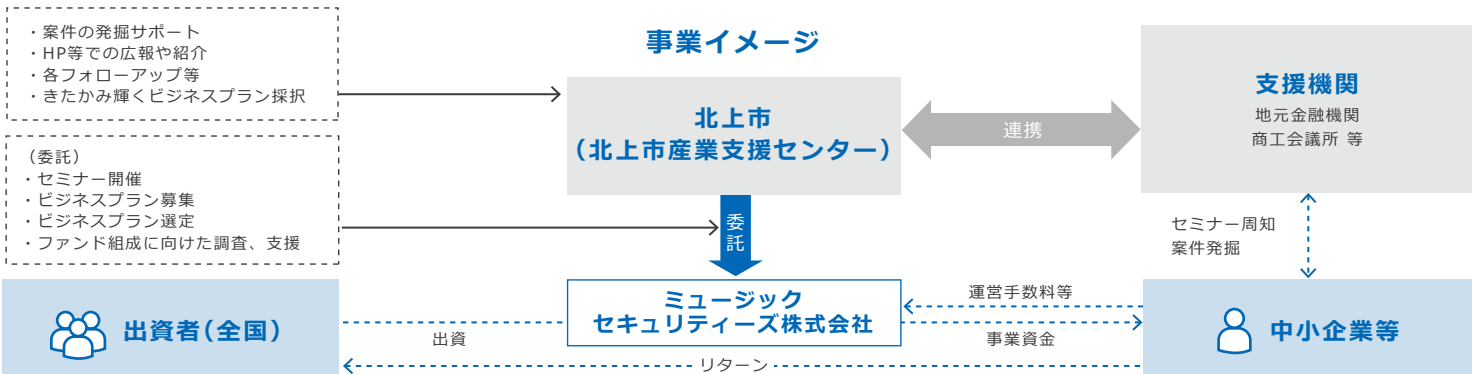 ・案件の発掘サポート
・HP等での広報や紹介
・各フォローアップ等
・きたかみ輝くビジネスプラン採択
事業イメージ
北上市
（北上市産業支援センター）
連携
支援機関
地元金融機関
商工会議所 等
（委託）
・セミナー開催
・ビジネスプラン募集
・ビジネスプラン選定
・ファンド組成に向けた調査、支援
委託
セミナー周知
案件発掘
出資者（全国）
出資
ミュージック
セキュリティーズ株式会社
運営手数料等
事業資金
リターン
中小企業等